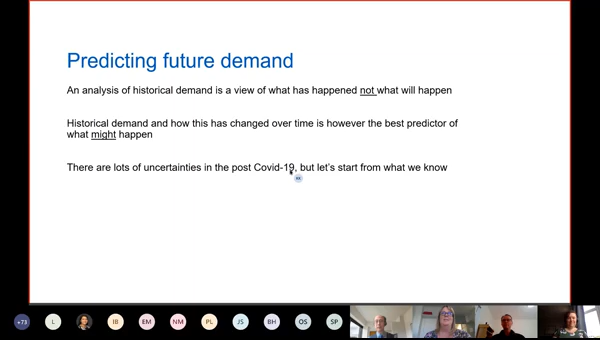 Predicting future demand
An analysis of historical demand is a view of what has happened not what will happen
Historical demand and how this has changed over time is however the best predictor of
what might happen
There are lots of uncertainties in the post Covid-19, but let's start from what we know
+73 L IB EM NM PL JS BH OS SP